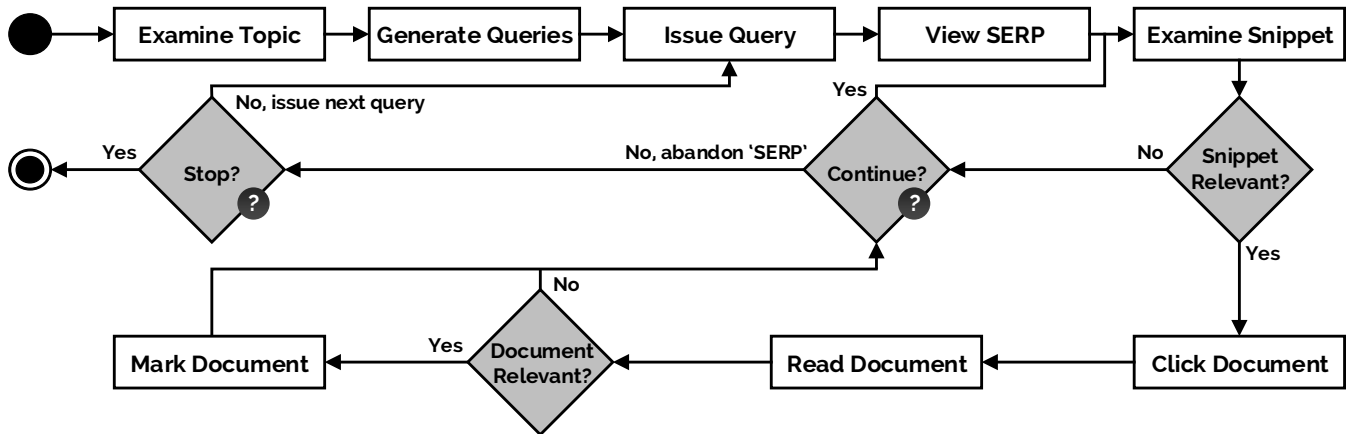 Examine Topic
Generate Queries
Issue Query
View SERP
Examine Snippet
No, issue next query
Yes
Yes
Stop?
?
No, abandon ‘SERP’
Continue?
?
No
Snippet
Relevant?
Yes
No
Mark Document
Yes
Document
Relevant?
Read Document
Click Document